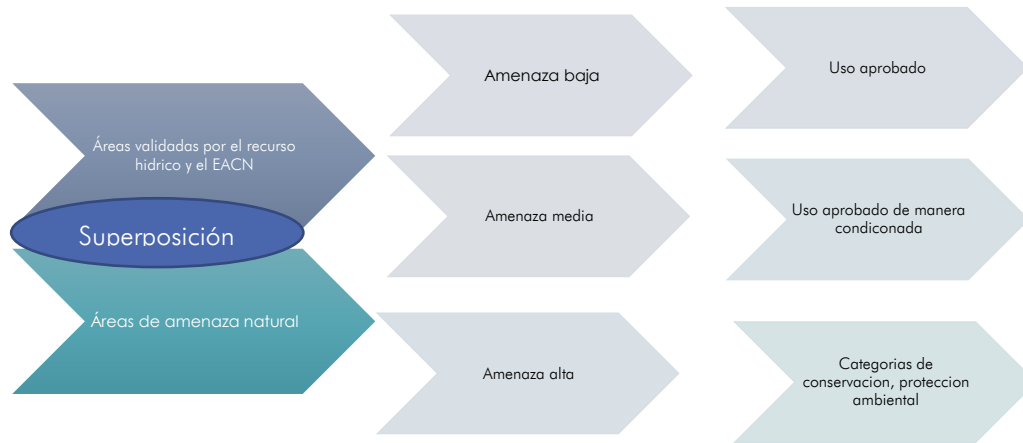 Áreas validadas por el recurso
hidrico y el EACN
Superposición
Áreas de amenaza natural
Amenaza baja
Uso aprobado
Amenaza media
Uso aprobado de manera
condiconada
Amenaza alta
Categorias de
conservacion, proteccion
ambiental